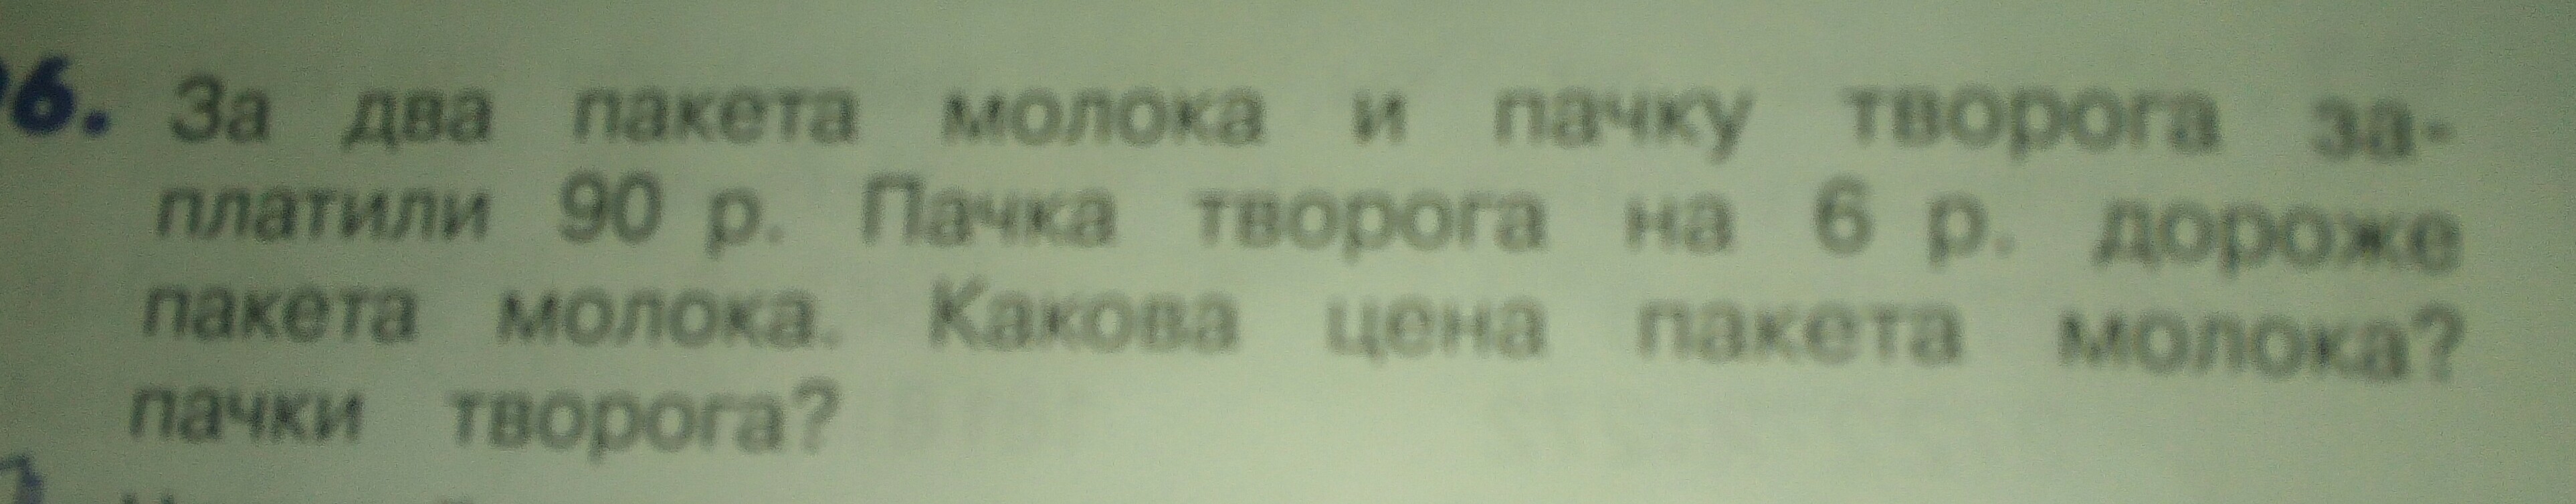 6. За два пакета молока и пачку творога за-
платили 90 р. Пачка творога на 6 р. дороже
пакета молока. Какова цена пакета молока?
пачки творога?